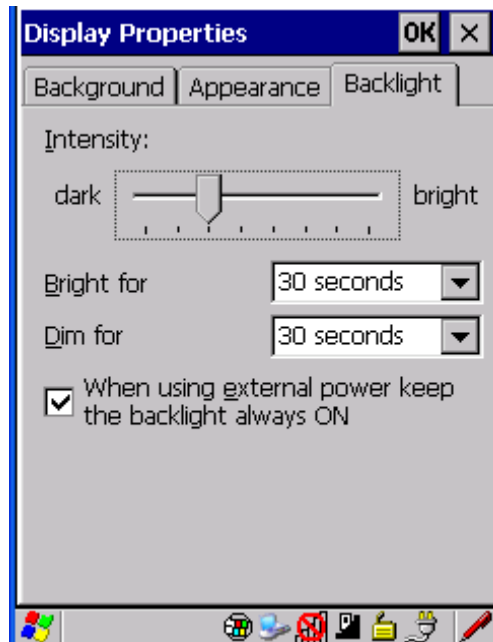 Display Properties OK ×
Background Appearance Backlight
Intensity:
dark bright
Bright for 30 seconds
Dim for 30 seconds
When using external power keep
the backlight always ON